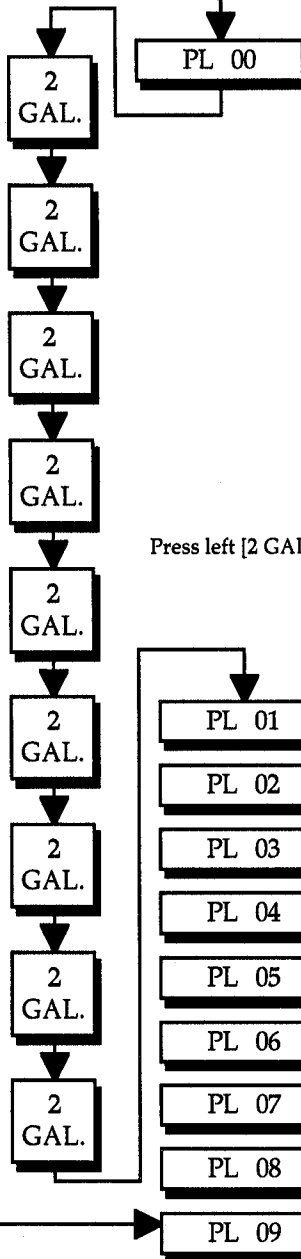 PL 00
2
GAL.
2
GAL.
2
GAL.
2
GAL.
2
GAL.
2
GAL.
2
GAL.
2
GAL.
2
GAL.
Press left [2 GAL
PL 01
PL 02
PL 03
PL 04
PL 05
PL 06
PL 07
PL 08
PL 09